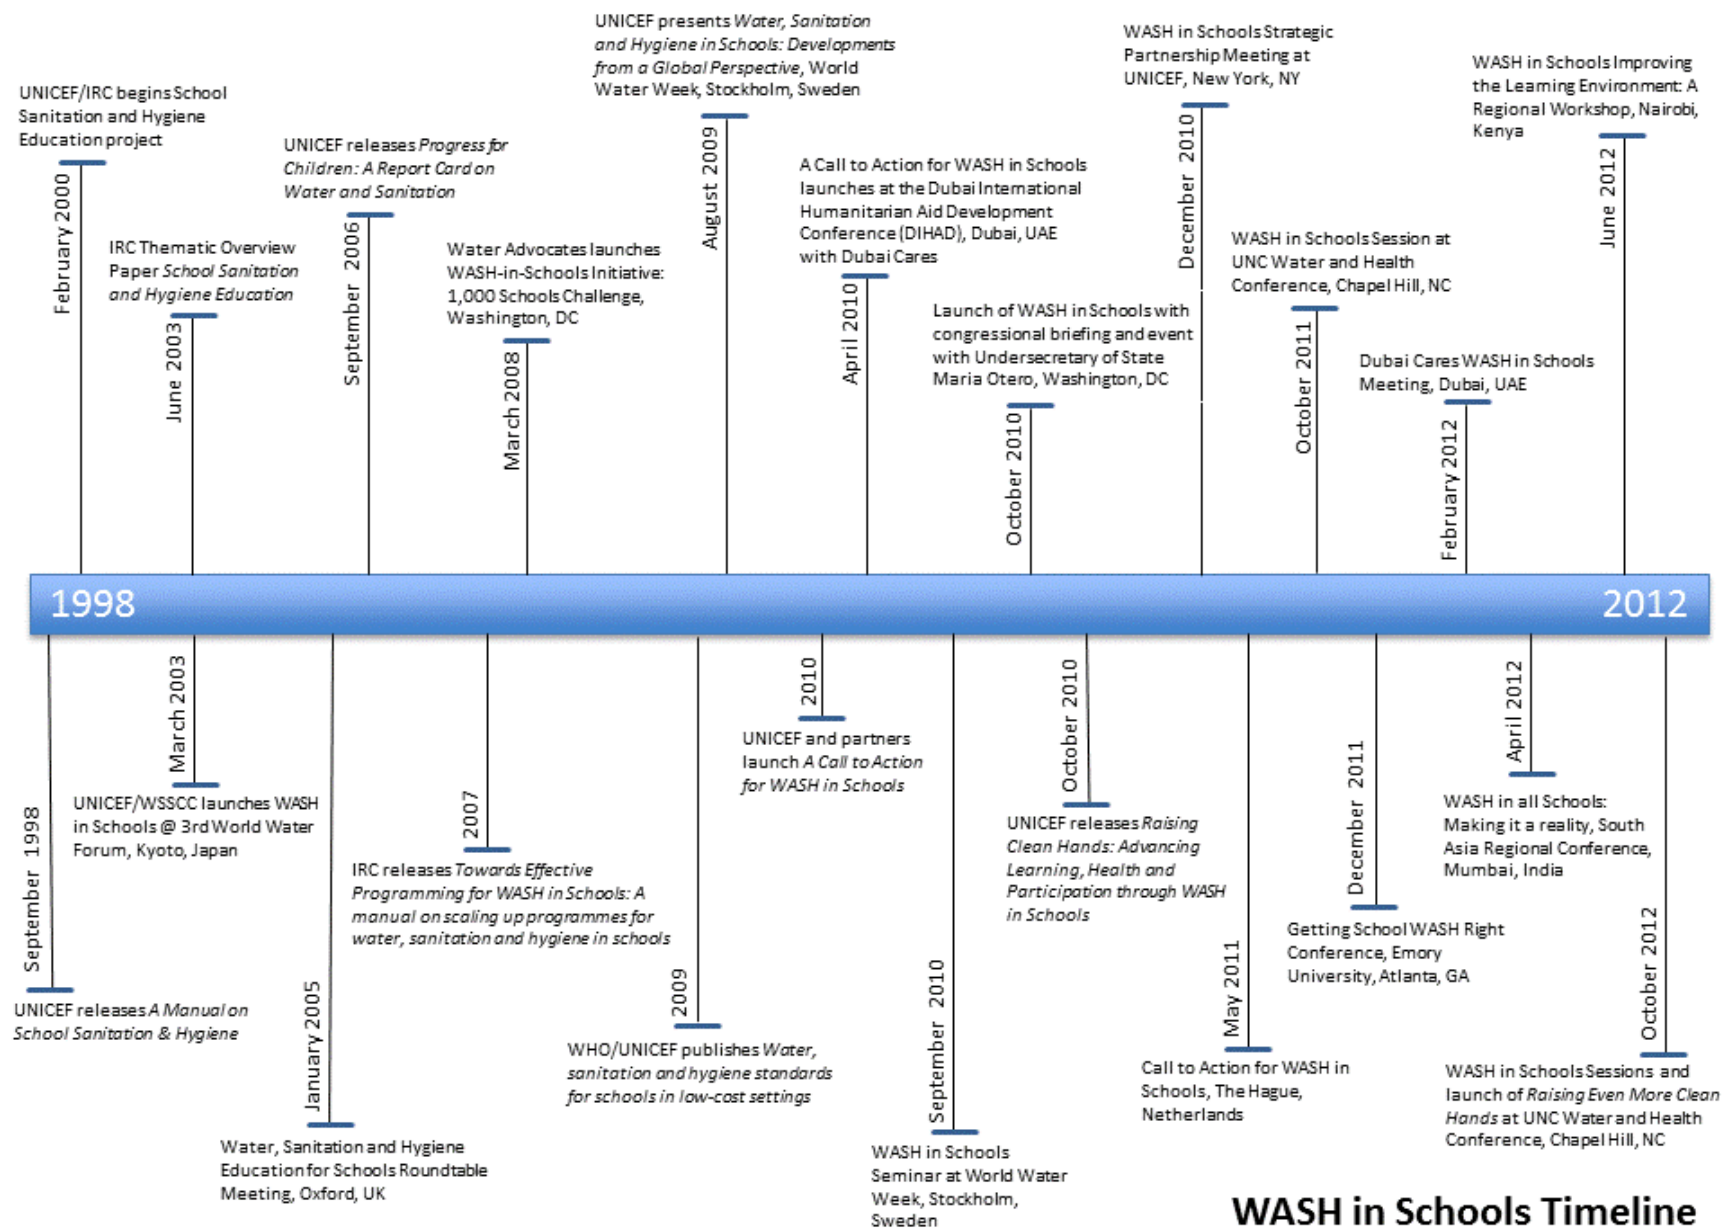 UNICEF/IRC begins School
Sanitation and Hygiene
Education project
February 2000
IRC Thematic Overview
Paper School Sanitation
and Hygiene Education
June 2003
UNICEF releases Progress for
Children: A Report Card on
Water and Sanitation
September 2006
Water Advocates launches
WASH-in-Schools Initiative:
1,000 Schools Challenge,
Washington, DC
March 2008
UNICEF presents Water, Sanitation
and Hygiene in Schools: Developments
from a Global Perspective, World
Water Week, Stockholm, Sweden
August 2009
A Call to Action for WASH in Schools
launches at the Dubai International
Humanitarian Aid Development
Conference (DIHAD), Dubai, UAE
with Dubai Cares
April 2010
Launch of WASH in Schools with
congressional briefing and event
with Undersecretary of State
Maria Otero, Washington, DC
October 2010
WASH in Schools Strategic
Partnership Meeting at
UNICEF, New York, NY
December 2010
WASH in Schools Session at
UNC Water and Health
Conference, Chapel Hill, NC
October 2011
Dubai Cares WASH in Schools
Meeting, Dubai, UAE
February 2012
WASH in Schools Improving
the Learning Environment: A
Regional Workshop, Nairobi,
Kenya
June 2012
1998
2012
September 1998
UNICEF releases A Manual on
School Sanitation & Hygiene
March 2003
UNICEF/WSSCC launches WASH
in Schools @ 3rd World Water
Forum, Kyoto, Japan
January 2005
Water, Sanitation and Hygiene
Education for Schools Roundtable
Meeting, Oxford, UK
2007
IRC releases Towards Effective
Programming for WASH in Schools: A
manual on scaling up programmes for
water, sanitation and hygiene in schools
2009
WHO/UNICEF publishes Water,
sanitation and hygiene standards
for schools in low-cost settings
2010
UNICEF and partners
launch A Call to Action
for WASH in Schools
September 2010
WASH in Schools
Seminar at World Water
Week, Stockholm,
Sweden
October 2010
UNICEF releases Raising
Clean Hands: Advancing
Learning, Health and
Participation through WASH
in Schools
May 2011
Call to Action for WASH in
Schools, The Hague,
Netherlands
December 2011
Getting School WASH Right
Conference, Emory
University, Atlanta, GA
April 2012
WASH in all Schools:
Making it a reality, South
Asia Regional Conference,
Mumbai, India
October 2012
WASH in Schools Sessions and
launch of Raising Even More Clean
Hands at UNC Water and Health
Conference, Chapel Hill, NC
WASH in Schools Timeline